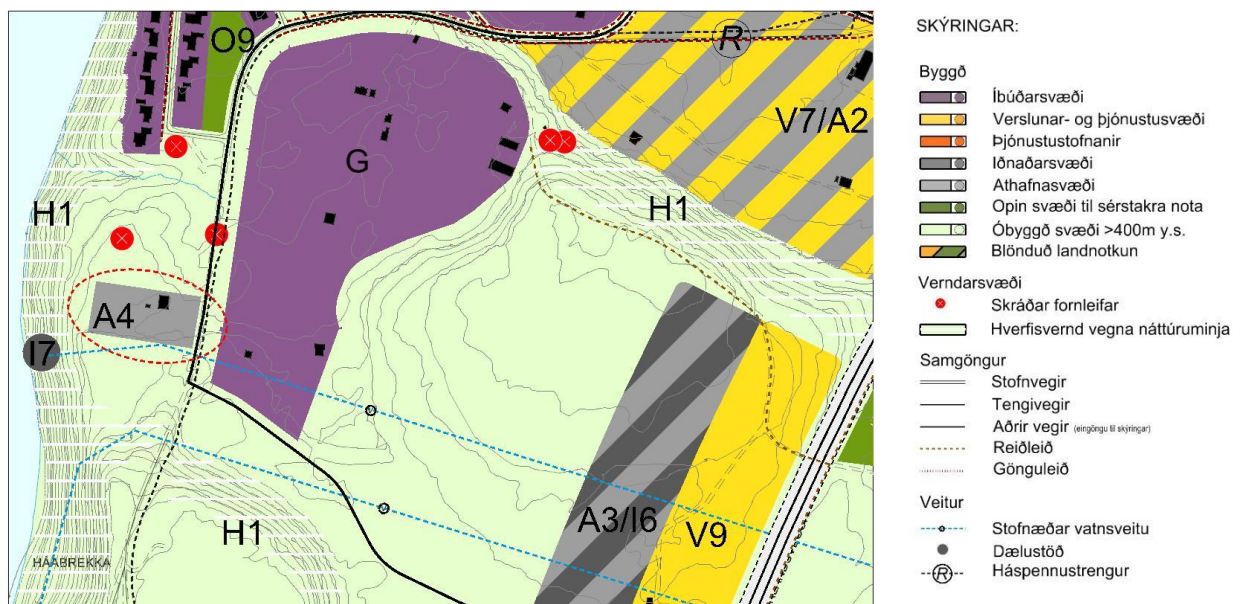 O9
R
V7/A2
G
H1
H1
A4
I7
A3/I6
V9
H1
HÁABREKKA
SKÝRINGAR:
Byggð
Íbúðarsvæði
Verslunar- og þjónustusvæði
Þjónustustofnanir
Iðnaðarsvæði
Athafnasvæði
Opin svæði til sérstakra nota
Óbyggð svæði >400m y.s.
Blönduð landnotkun
Verndarsvæði
Skráðar fornleifar
Hverfisvernd vegna náttúruminja
Samgöngur
Stofnvegir
Tengivegir
Aðrir vegir (eingöngu til skýringar)
Reiðleið
Gönguleið
Veitur
Stofnæðar vatnsveitu
Dælustöð
R Háspennustrengur